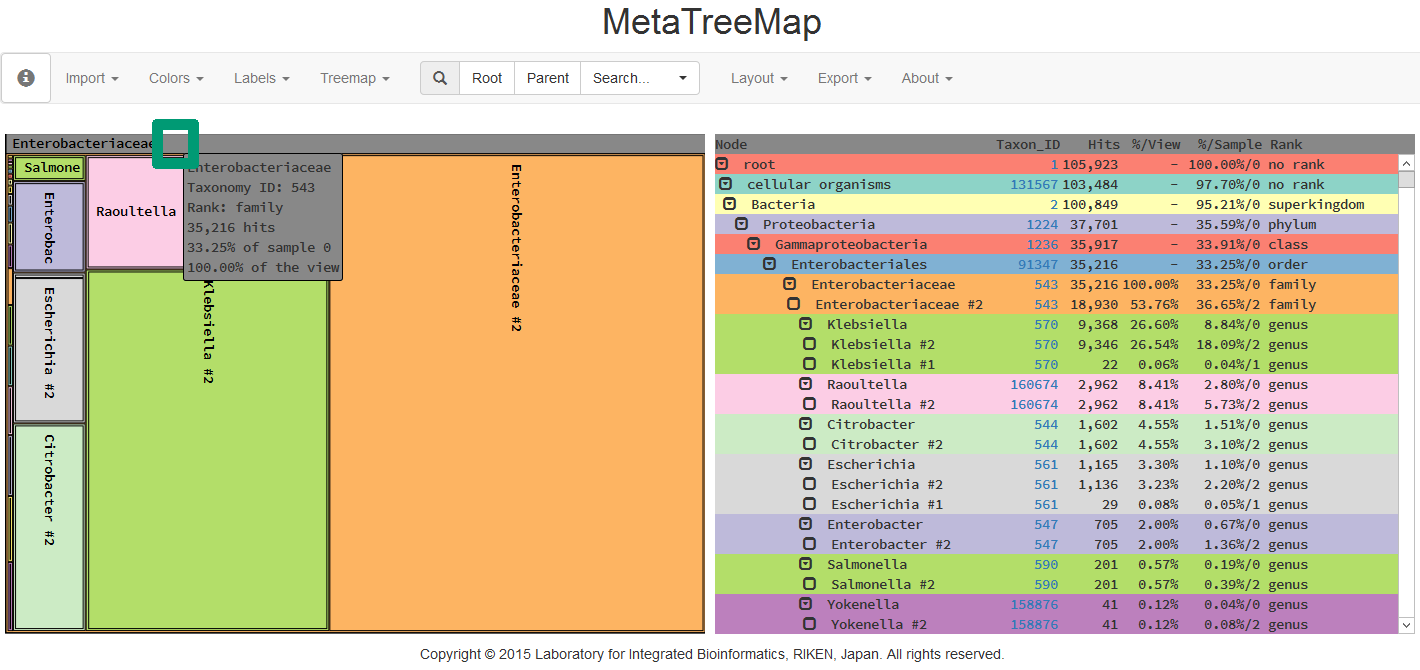 MetaTreeMap
Import Colors Labels Treemap Root Parent Search... Layout Export About
Enterobacteriaceae
Salmone
Enterobac
Escherichia #2
Citrobacter #2
Raoultella
Klebsiella #2
Enterobacteriaceae #2
Enterobacteriaceae
Taxonomy ID: 543
Rank: family
35,216 hits
33.25% of sample 0
100.00% of the view
Node Taxon_ID Hits %/View %/Sample Rank
root 1 105,923 – 100.00%/0 no rank
cellular organisms 131567 103,484 – 97.70%/0 no rank
Bacteria 2 100,849 – 95.21%/0 superkingdom
Proteobacteria 1224 37,701 – 35.59%/0 phylum
Gammaproteobacteria 1236 35,917 – 33.91%/0 class
Enterobacteriales 91347 35,216 – 33.25%/0 order
Enterobacteriaceae 543 35,216 100.00% 33.25%/0 family
Enterobacteriaceae #2 543 18,930 53.76% 36.65%/2 family
Klebsiella 570 9,368 26.60% 8.84%/0 genus
Klebsiella #2 570 9,346 26.54% 18.09%/2 genus
Klebsiella #1 570 22 0.06% 0.04%/1 genus
Raoultella 160674 2,962 8.41% 2.80%/0 genus
Raoultella #2 160674 2,962 8.41% 5.73%/2 genus
Citrobacter 544 1,602 4.55% 1.51%/0 genus
Citrobacter #2 544 1,602 4.55% 3.10%/2 genus
Escherichia 561 1,165 3.30% 1.10%/0 genus
Escherichia #2 561 1,136 3.23% 2.20%/2 genus
Escherichia #1 561 29 0.08% 0.05%/1 genus
Enterobacter 547 705 2.00% 0.67%/0 genus
Enterobacter #2 547 705 2.00% 1.36%/2 genus
Salmonella 590 201 0.57% 0.19%/0 genus
Salmonella #2 590 201 0.57% 0.39%/2 genus
Yokenella 158876 41 0.12% 0.04%/0 genus
Yokenella #2 158876 41 0.12% 0.08%/2 genus
Copyright © 2015 Laboratory for Integrated Bioinformatics, RIKEN, Japan. All rights reserved.